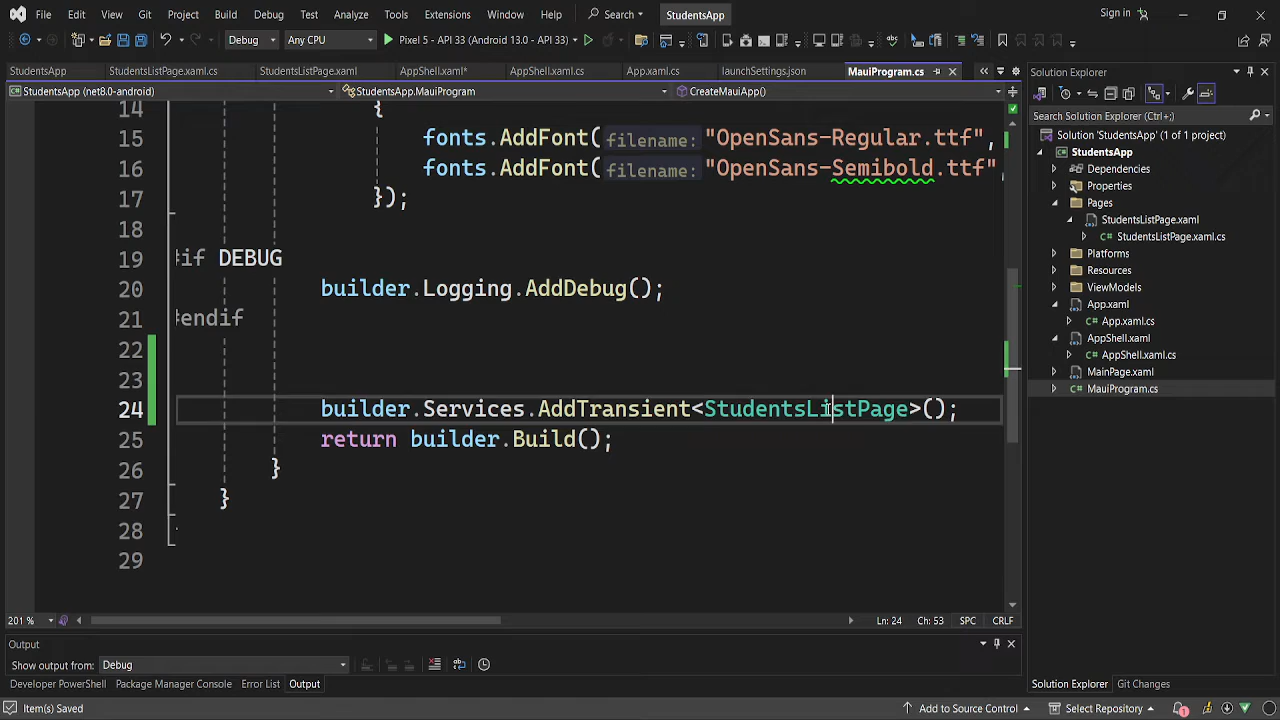 File Edit View Git Project Build Debug Test Analyze Tools Extensions Window Help Search StudentsApp Sign in
Debug Any CPU Pixel 5 - API 33 (Android 13.0 - API 33)
StudentsApp StudentsListPage.xaml.cs StudentsListPage.xaml AppShell.xaml* AppShell.xaml.cs App.xaml.cs launchSettings.json MauiProgram.cs
StudentsApp (net8.0-android) StudentsApp.MauiProgram CreateMauiApp()
14 {
15 fonts.AddFont(filename: "OpenSans-Regular.ttf",
16 fonts.AddFont(filename: "OpenSans-Semibold.ttf",
17 });
18
19 #if DEBUG
20 builder.Logging.AddDebug();
21 #endif
22
23
24 builder.Services.AddTransient<StudentsListPage>();
25 return builder.Build();
26 }
27 }
28
29
201 % Ln: 24 Ch: 53 SPC CRLF
Output
Show output from: Debug
Developer PowerShell Package Manager Console Error List Output
Item(s) Saved Add to Source Control Select Repository 1
Solution Explorer
Search Solution Explorer (Ctrl+;)
Solution 'StudentsApp' (1 of 1 project)
StudentsApp
Dependencies
Properties
Pages
StudentsListPage.xaml
StudentsListPage.xaml.cs
Platforms
Resources
ViewModels
App.xaml
App.xaml.cs
AppShell.xaml
AppShell.xaml.cs
MainPage.xaml
MauiProgram.cs
Solution Explorer Git Changes